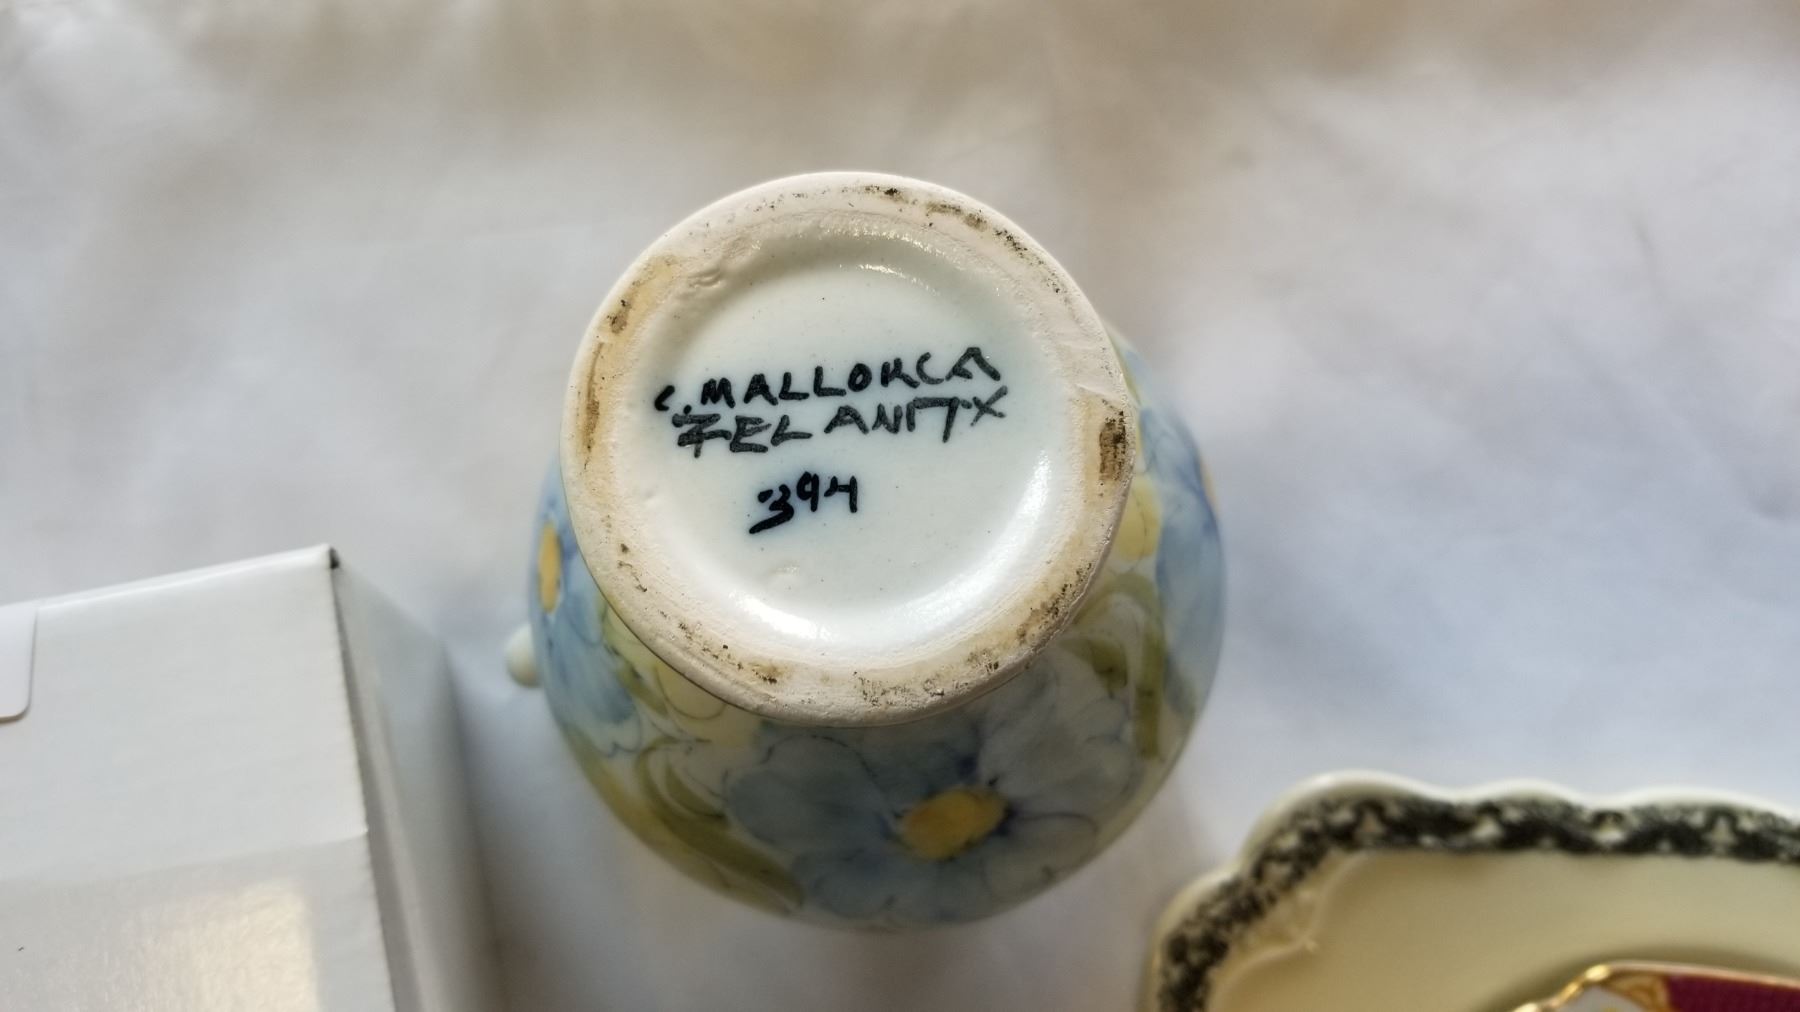 C. MALLORCA
FELANITX
394